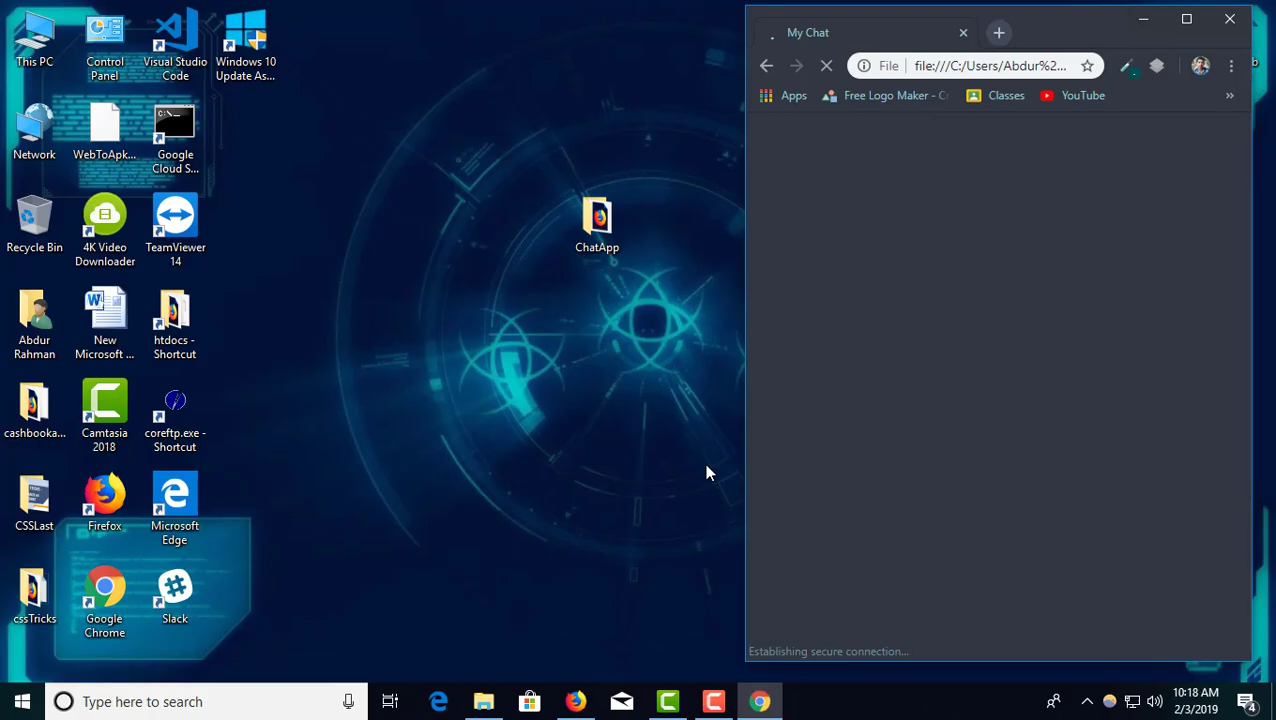 This PC
Control
Panel
Visual Studio
Code
Windows 10
Update As...
Network
WebToApk...
Google
Cloud S...
Recycle Bin
4K Video
Downloader
TeamViewer
14
Abdur
Rahman
New
Microsoft ...
htdocs -
Shortcut
cashbooka...
Camtasia
2018
coreftp.exe -
Shortcut
CSSLast
Firefox
Microsoft
Edge
cssTricks
Google
Chrome
Slack
ChatApp
My Chat
File
file:///C:/Users/Abdur%2...
Apps
Free Logo Maker - C
Classes
YouTube
»
Establishing secure connection...
Type here to search
10:18 AM
2/3/2019
4